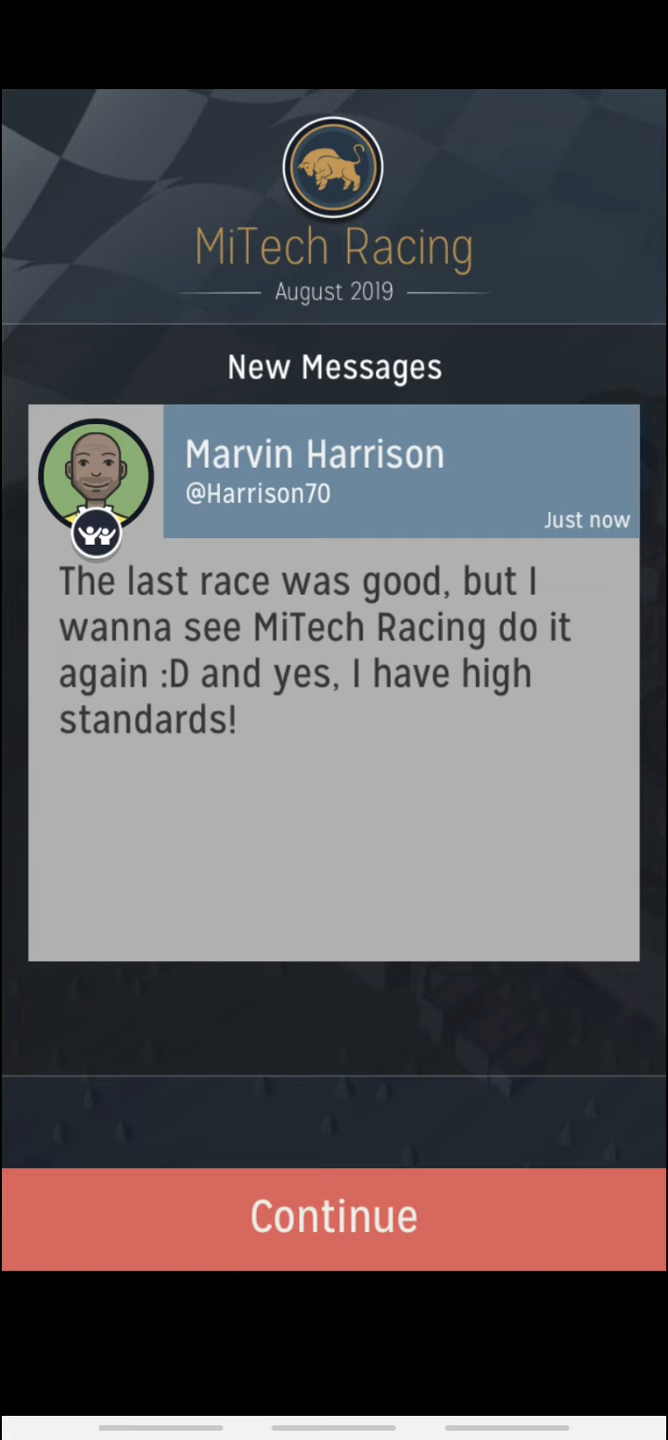 MiTech Racing
August 2019
New Messages
Marvin Harrison
@Harrison70
Just now
The last race was good, but I
wanna see MiTech Racing do it
again :D and yes, I have high
standards!
Continue